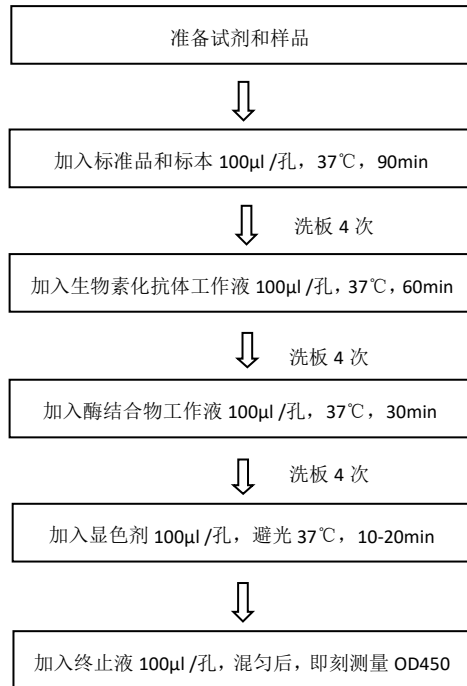 准备试剂和样品
加入标准品和标本 100μl /孔，37℃，90min
洗板 4 次
加入生物素化抗体工作液 100μl /孔，37℃，60min
洗板 4 次
加入酶结合物工作液 100μl /孔，37℃，30min
洗板 4 次
加入显色剂 100μl /孔，避光 37℃，10-20min
加入终止液 100μl /孔，混匀后，即刻测量 OD450